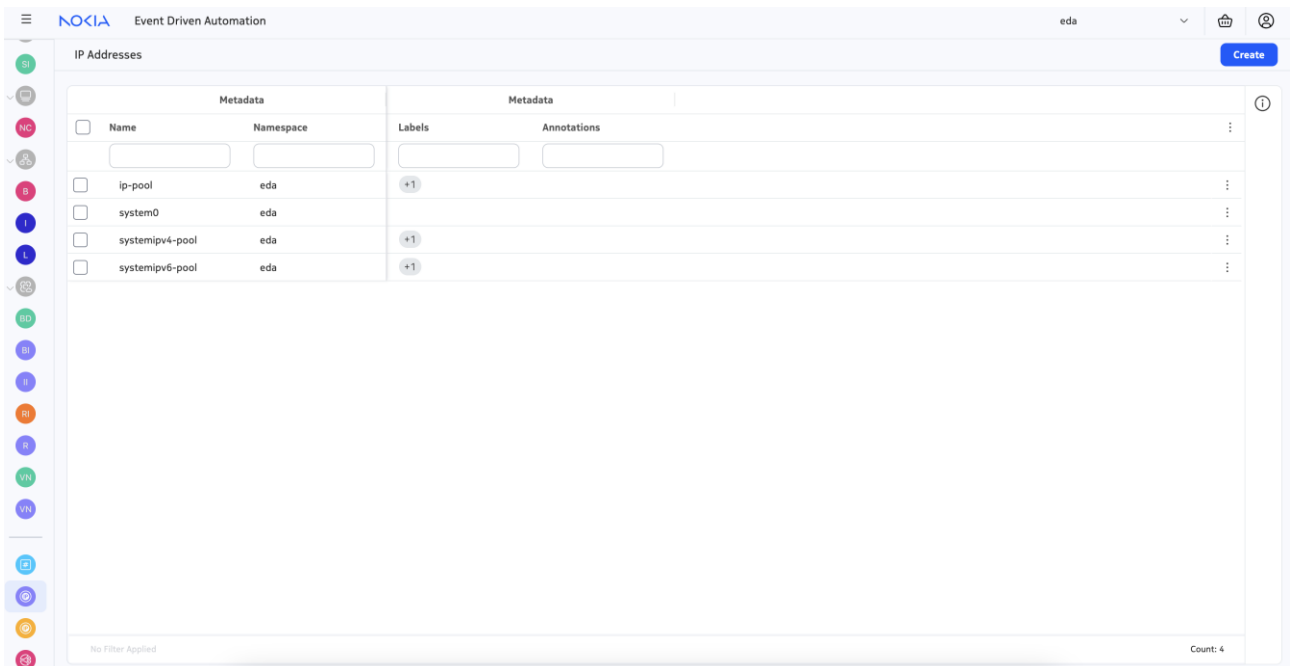 NOKIA Event Driven Automation eda
IP Addresses Create
SI
Metadata Metadata
NC Name Namespace Labels Annotations
ip-pool eda +1
B
system0 eda
I
systemipv4-pool eda +1
L
systemipv6-pool eda +1
BD
BI
II
RI
R
VN
VN
No Filter Applied Count: 4